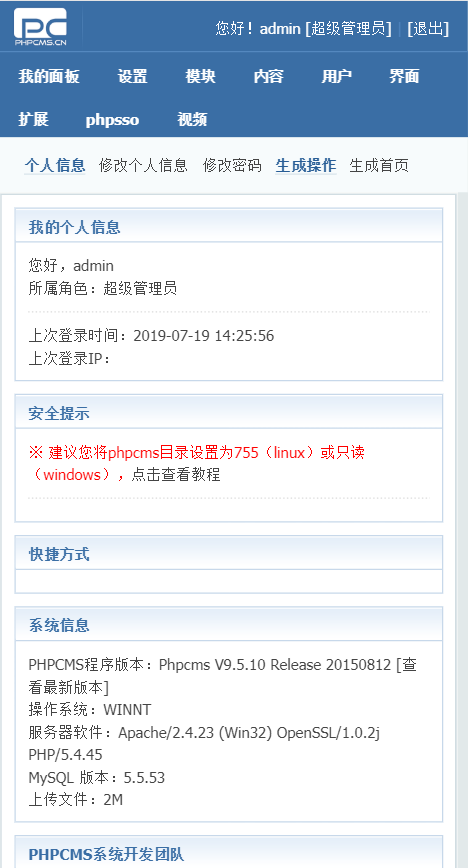 PC
PHPCMS.CN
您好！admin [超级管理员] | [退出]
我的面板 设置 模块 内容 用户 界面
扩展 phpsso 视频
个人信息 修改个人信息 修改密码 生成操作 生成首页
我的个人信息
您好，admin
所属角色：超级管理员
上次登录时间：2019-07-19 14:25:56
上次登录IP：
安全提示
※ 建议您将phpcms目录设置为755（linux）或只读
（windows），点击查看教程
快捷方式
系统信息
PHPCMS程序版本：Phpcms V9.5.10 Release 20150812 [查
看最新版本]
操作系统：WINNT
服务器软件：Apache/2.4.23 (Win32) OpenSSL/1.0.2j
PHP/5.4.45
MySQL 版本：5.5.53
上传文件：2M
PHPCMS系统开发团队